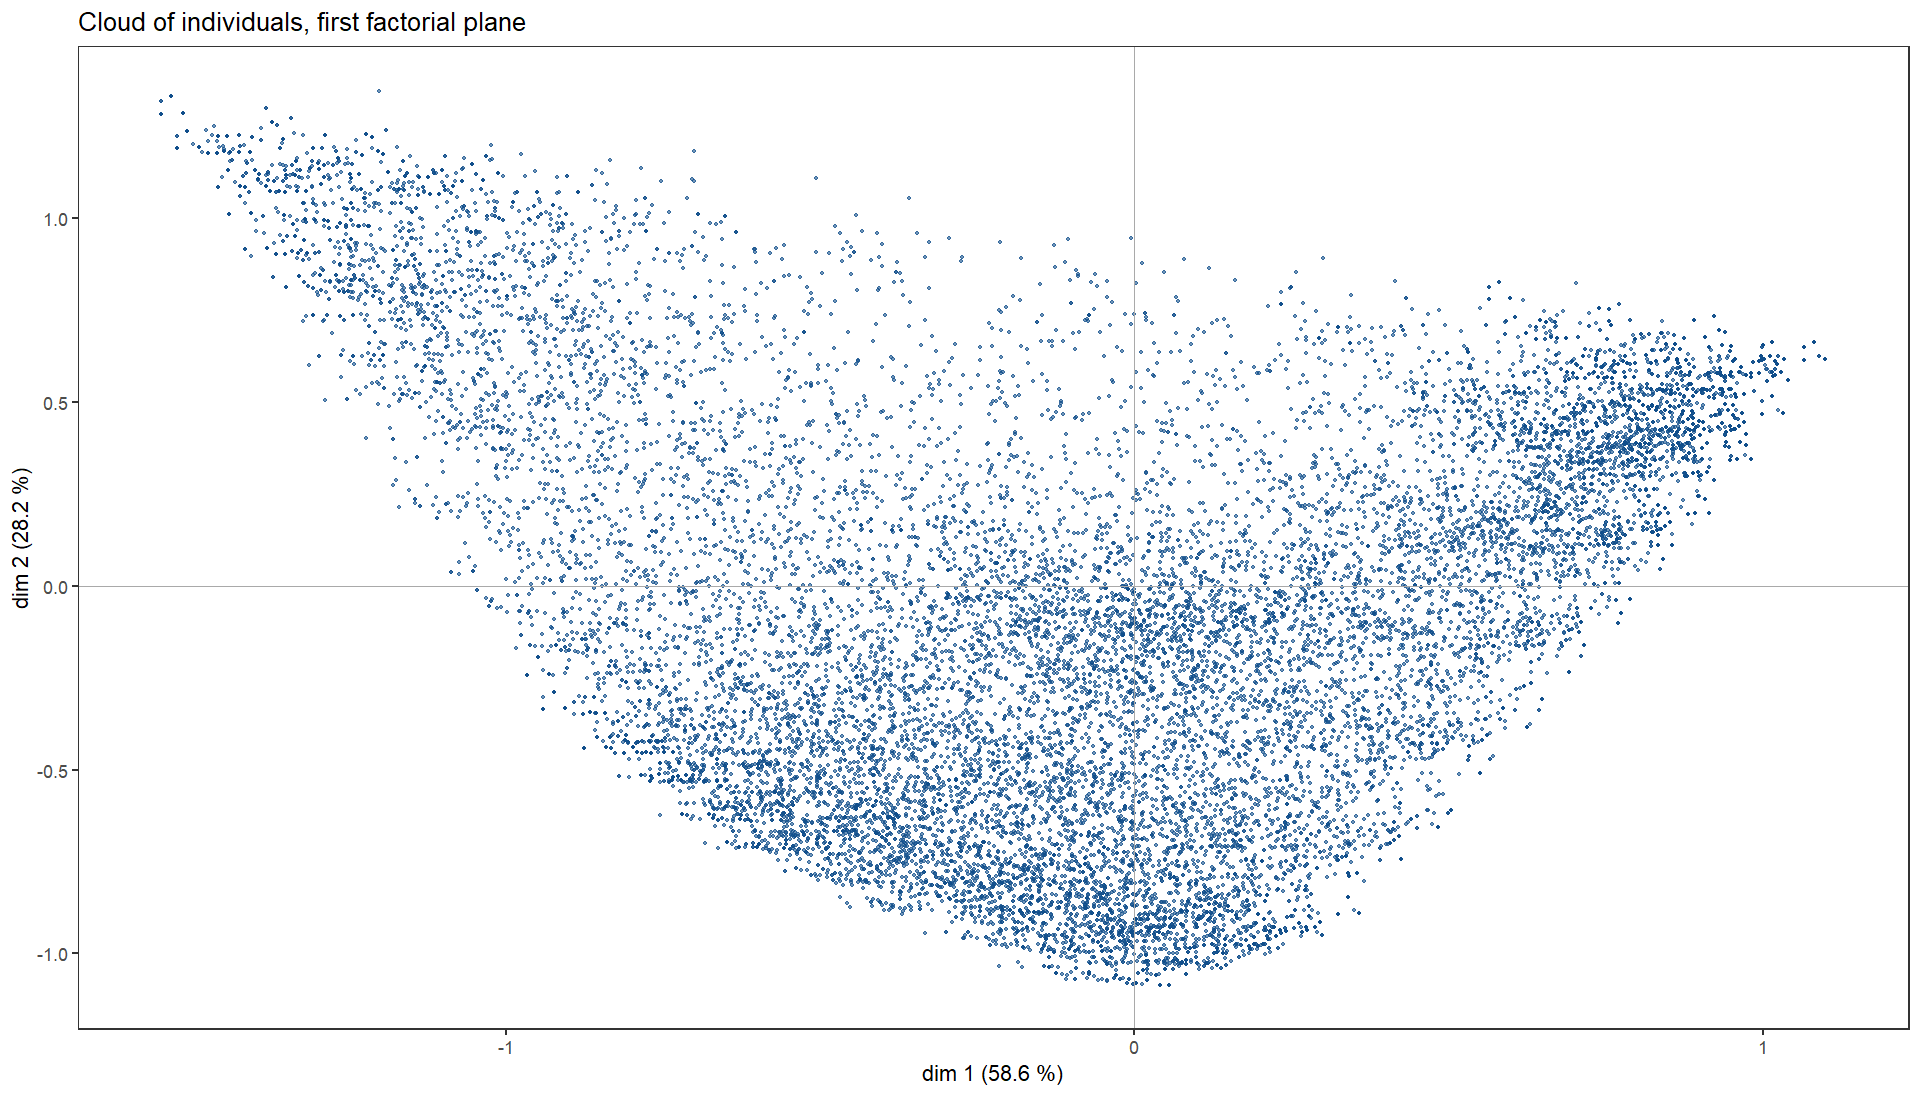 Cloud of individuals, first factorial plane
1.0
0.5
0.0
-0.5
-1.0
dim 2 (28.2 %)
-1
0
1
dim 1 (58.6 %)